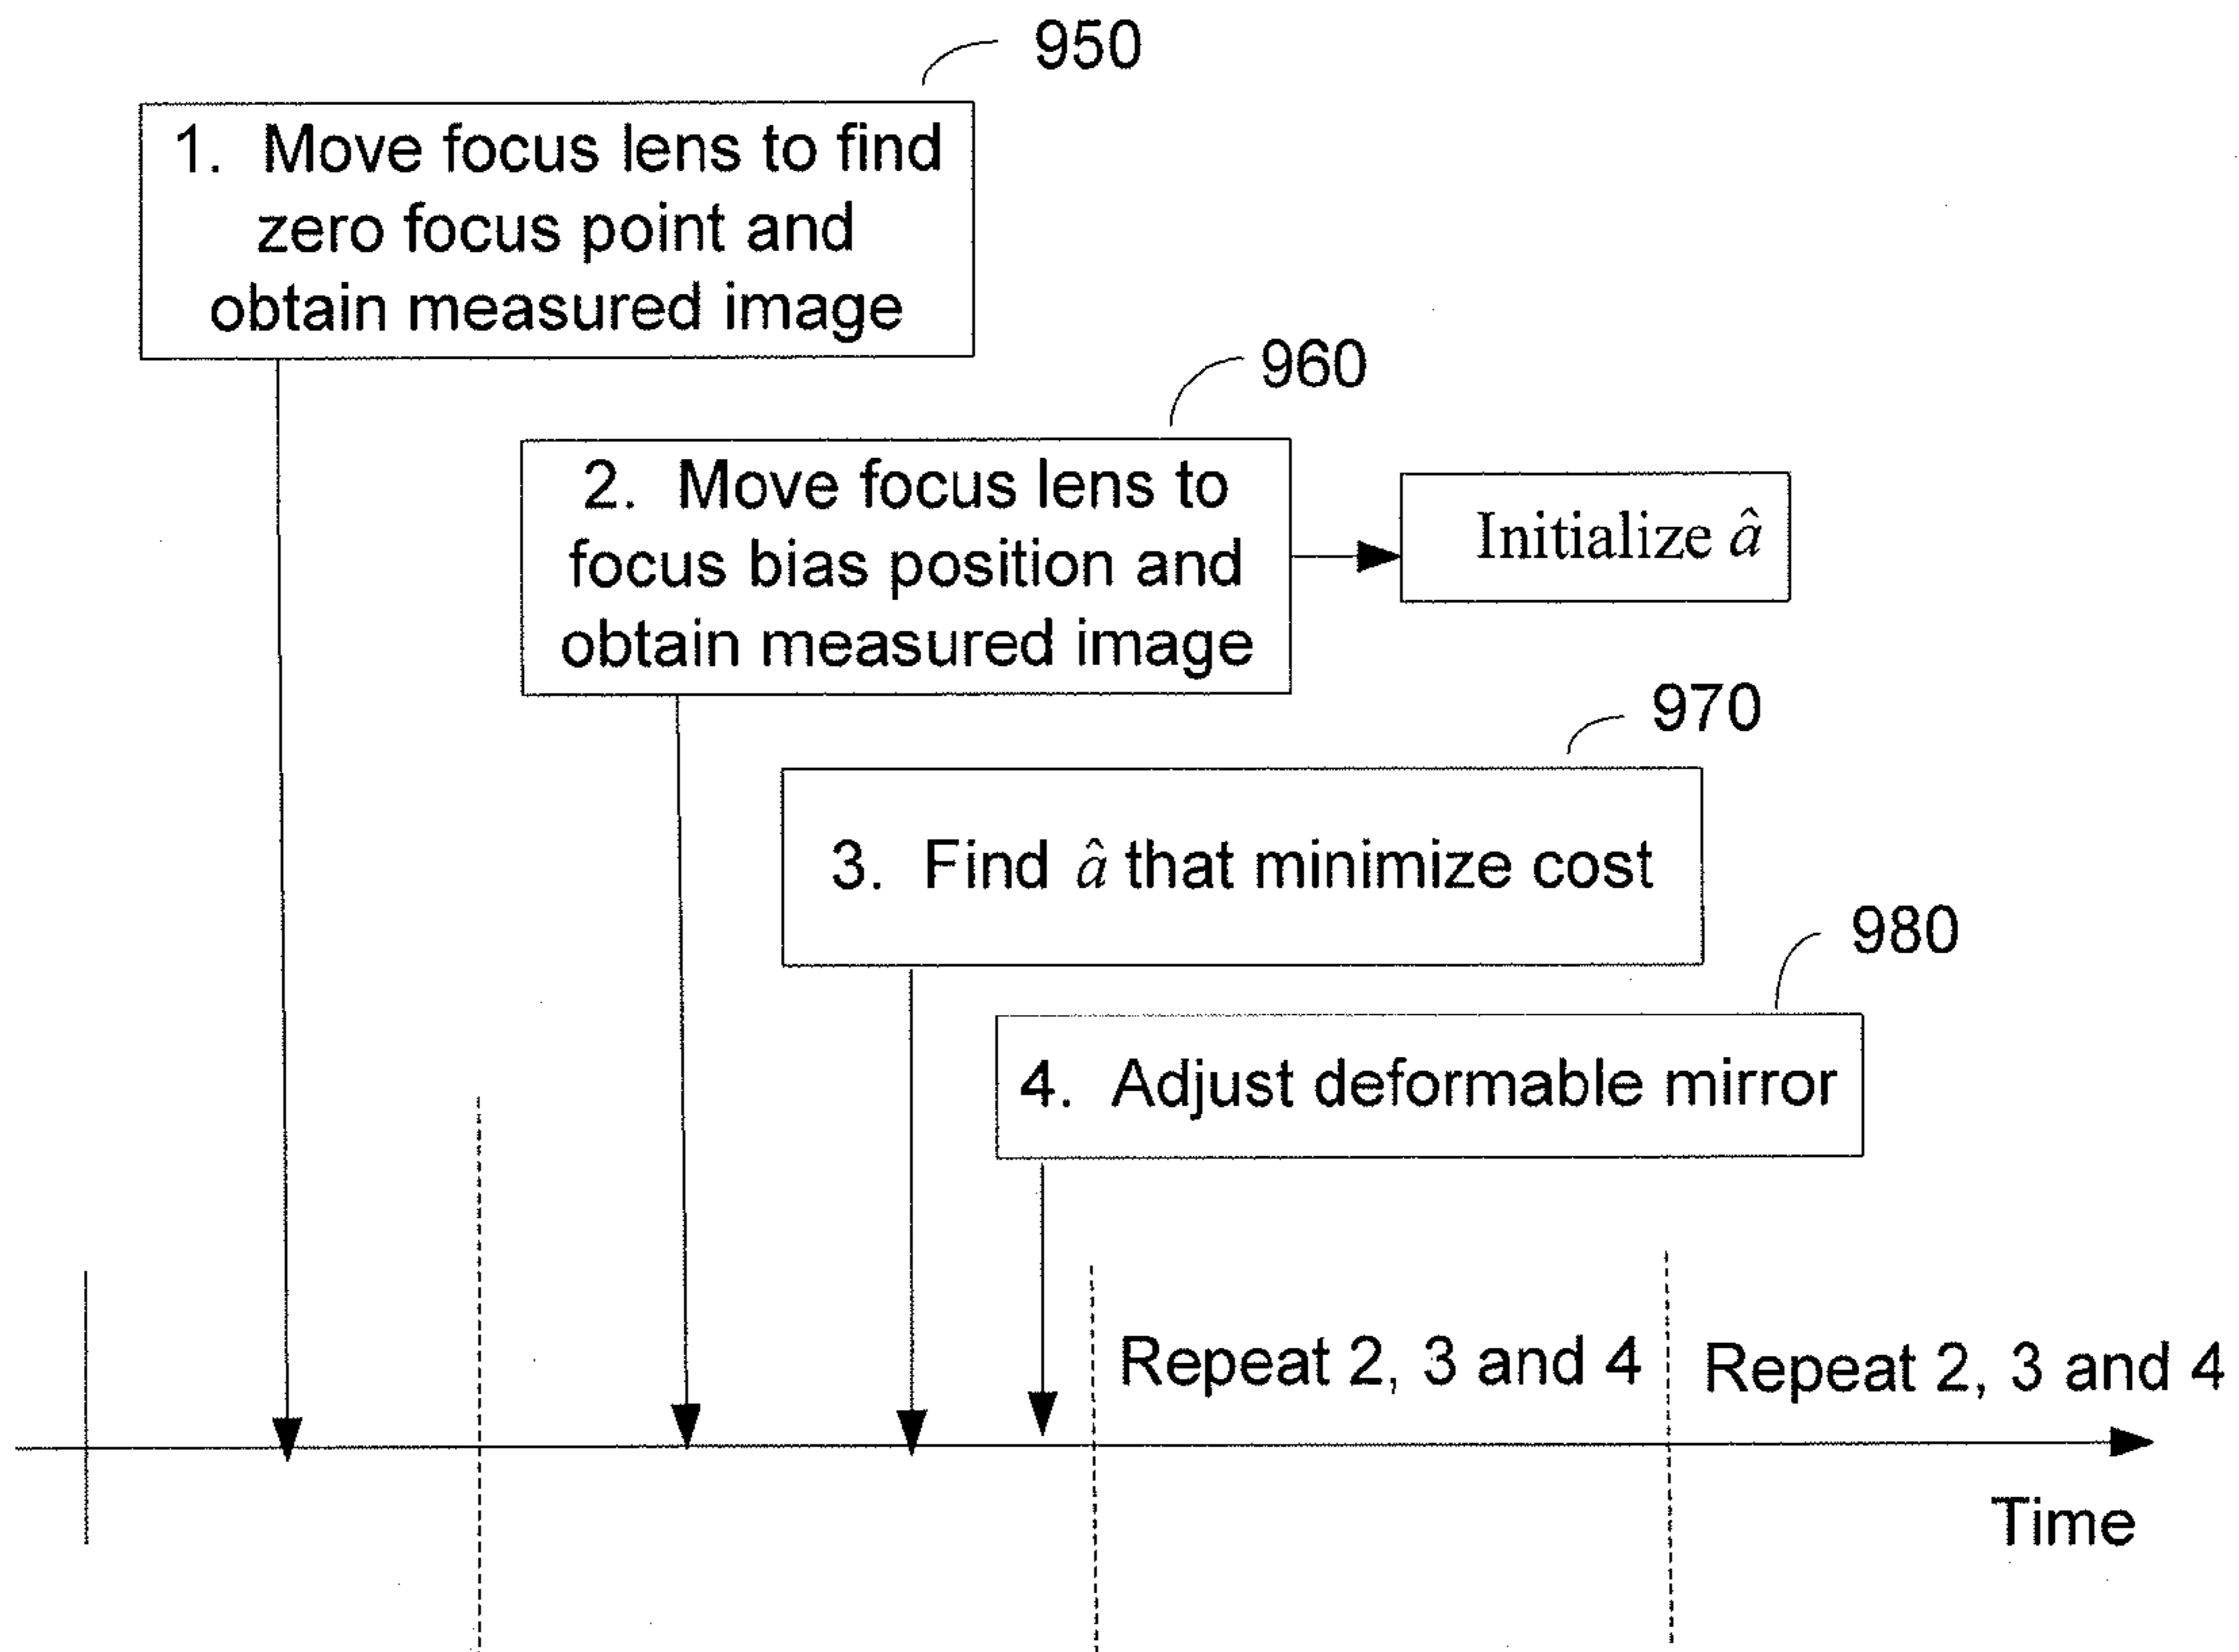 950
1. Move focus lens to find
zero focus point and
obtain measured image
960
2. Move focus lens to
focus bias position and
obtain measured image
Initialize â
970
3. Find â that minimize cost
980
4. Adjust deformable mirror
Repeat 2, 3 and 4
Repeat 2, 3 and 4
Time